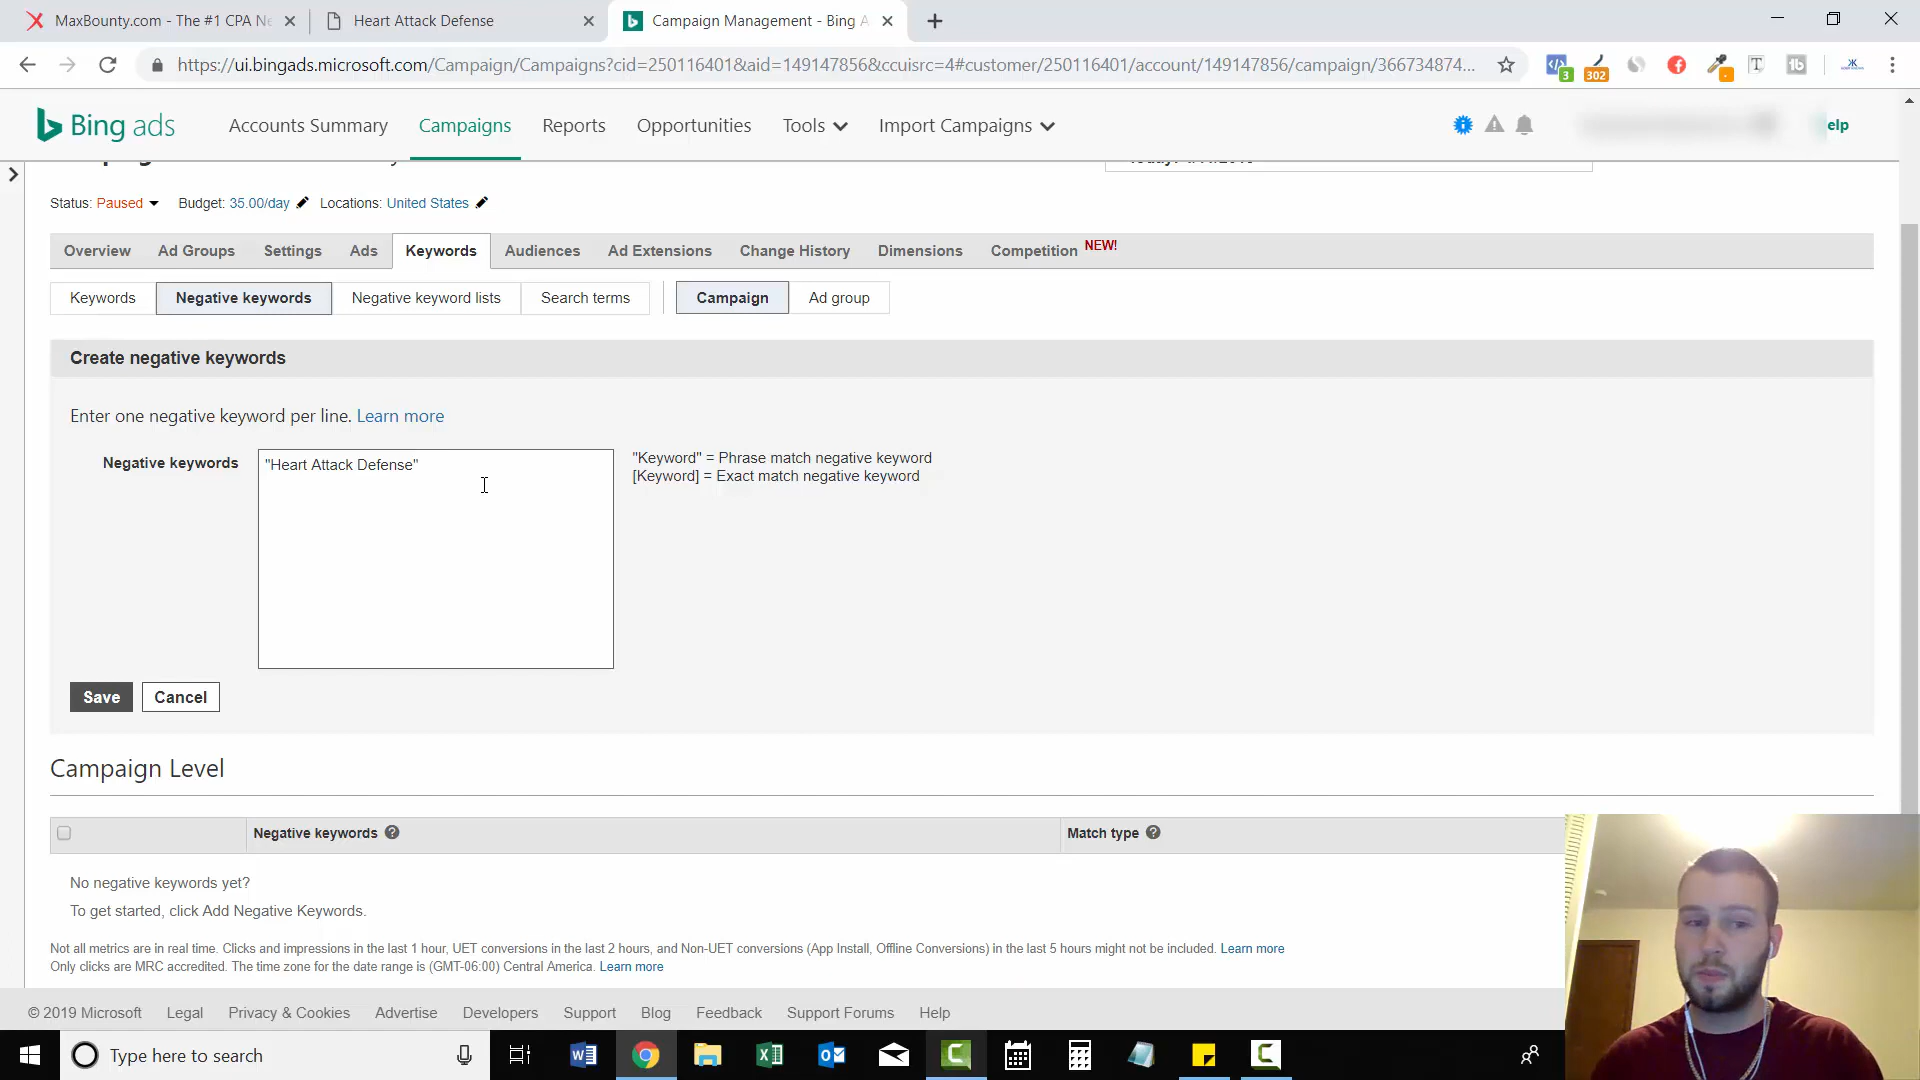 MaxBounty.com - The #1 CPA Ne
Heart Attack Defense
Campaign Management - Bing A
https://ui.bingads.microsoft.com/Campaign/Campaigns?cid=250116401&aid=149147856&ccuisrc=4#customer/250116401/account/149147856/campaign/366734874...
3
302
T
Bing ads
Accounts Summary
Campaigns
Reports
Opportunities
Tools
Import Campaigns
elp
Status: Paused
Budget: 35.00/day
Locations: United States
Overview
Ad Groups
Settings
Ads
Keywords
Audiences
Ad Extensions
Change History
Dimensions
Competition NEW!
Keywords
Negative keywords
Negative keyword lists
Search terms
Campaign
Ad group
Create negative keywords
Enter one negative keyword per line. Learn more
Negative keywords
"Heart Attack Defense"
"Keyword" = Phrase match negative keyword
[Keyword] = Exact match negative keyword
Save
Cancel
Campaign Level
Negative keywords
Match type
No negative keywords yet?
To get started, click Add Negative Keywords.
Not all metrics are in real time. Clicks and impressions in the last 1 hour, UET conversions in the last 2 hours, and Non-UET conversions (App Install, Offline Conversions) in the last 5 hours might not be included. Learn more
Only clicks are MRC accredited. The time zone for the date range is (GMT-06:00) Central America. Learn more
© 2019 Microsoft
Legal
Privacy & Cookies
Advertise
Developers
Support
Blog
Feedback
Support Forums
Help
Type here to search